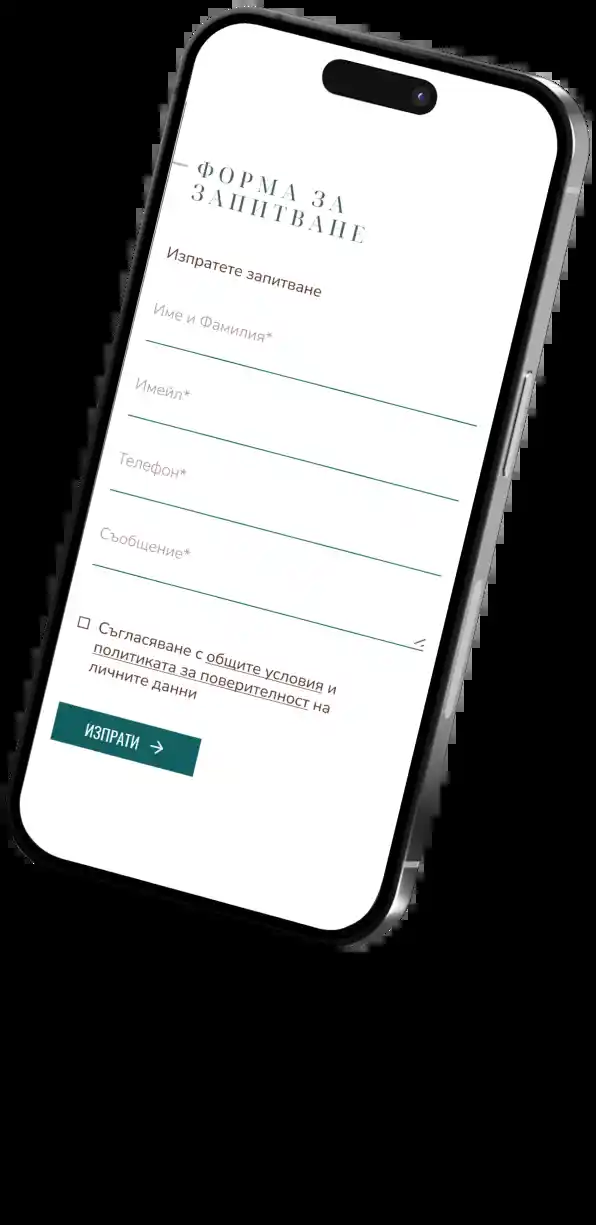 ФОРМА ЗА
ЗАПИТВАНЕ
Изпратете запитване
Име и Фамилия*
Имейл*
Телефон*
Съобщение*
Съгласяване с общите условия и
политиката за поверителност на
личните данни
ИЗПРАТИ